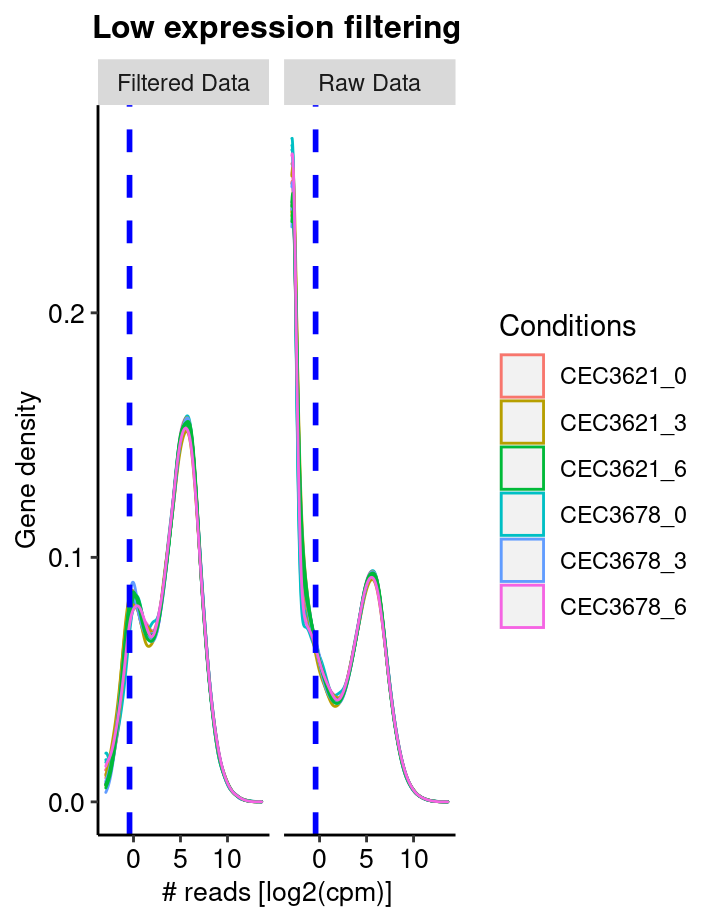 Low expression filtering
Filtered Data
Raw Data
Gene density
0.2
0.1
0.0
0 5 10
0 5 10
# reads [log2(cpm)]
Conditions
CEC3621_0
CEC3621_3
CEC3621_6
CEC3678_0
CEC3678_3
CEC3678_6